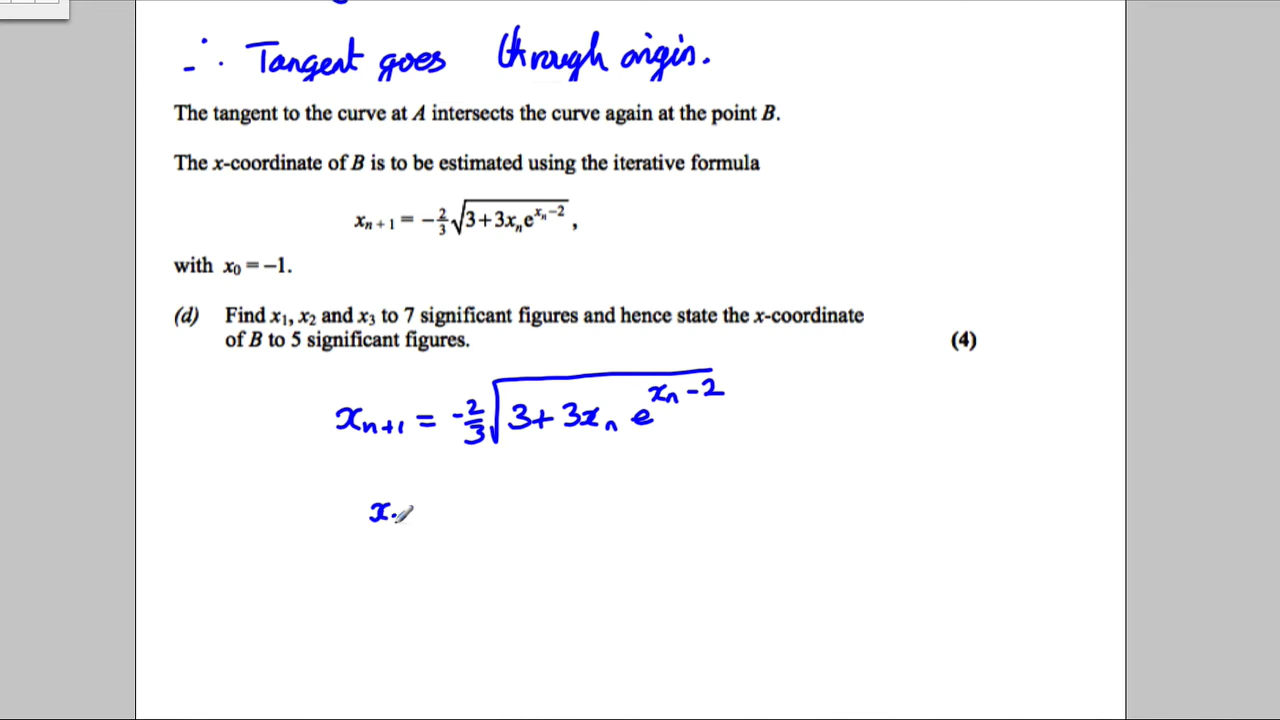 ∴ Tangent goes through origin.
The tangent to the curve at A intersects the curve again at the point B.
The x-coordinate of B is to be estimated using the iterative formula
xₙ₊₁ = −⅔√(3+3xₙe^(xₙ−2)),
with x₀ = −1.
(d) Find x₁, x₂ and x₃ to 7 significant figures and hence state the x-coordinate
of B to 5 significant figures. (4)
xₙ₊₁ = -⅔√(3+3xₙ e^(xₙ-2))
x